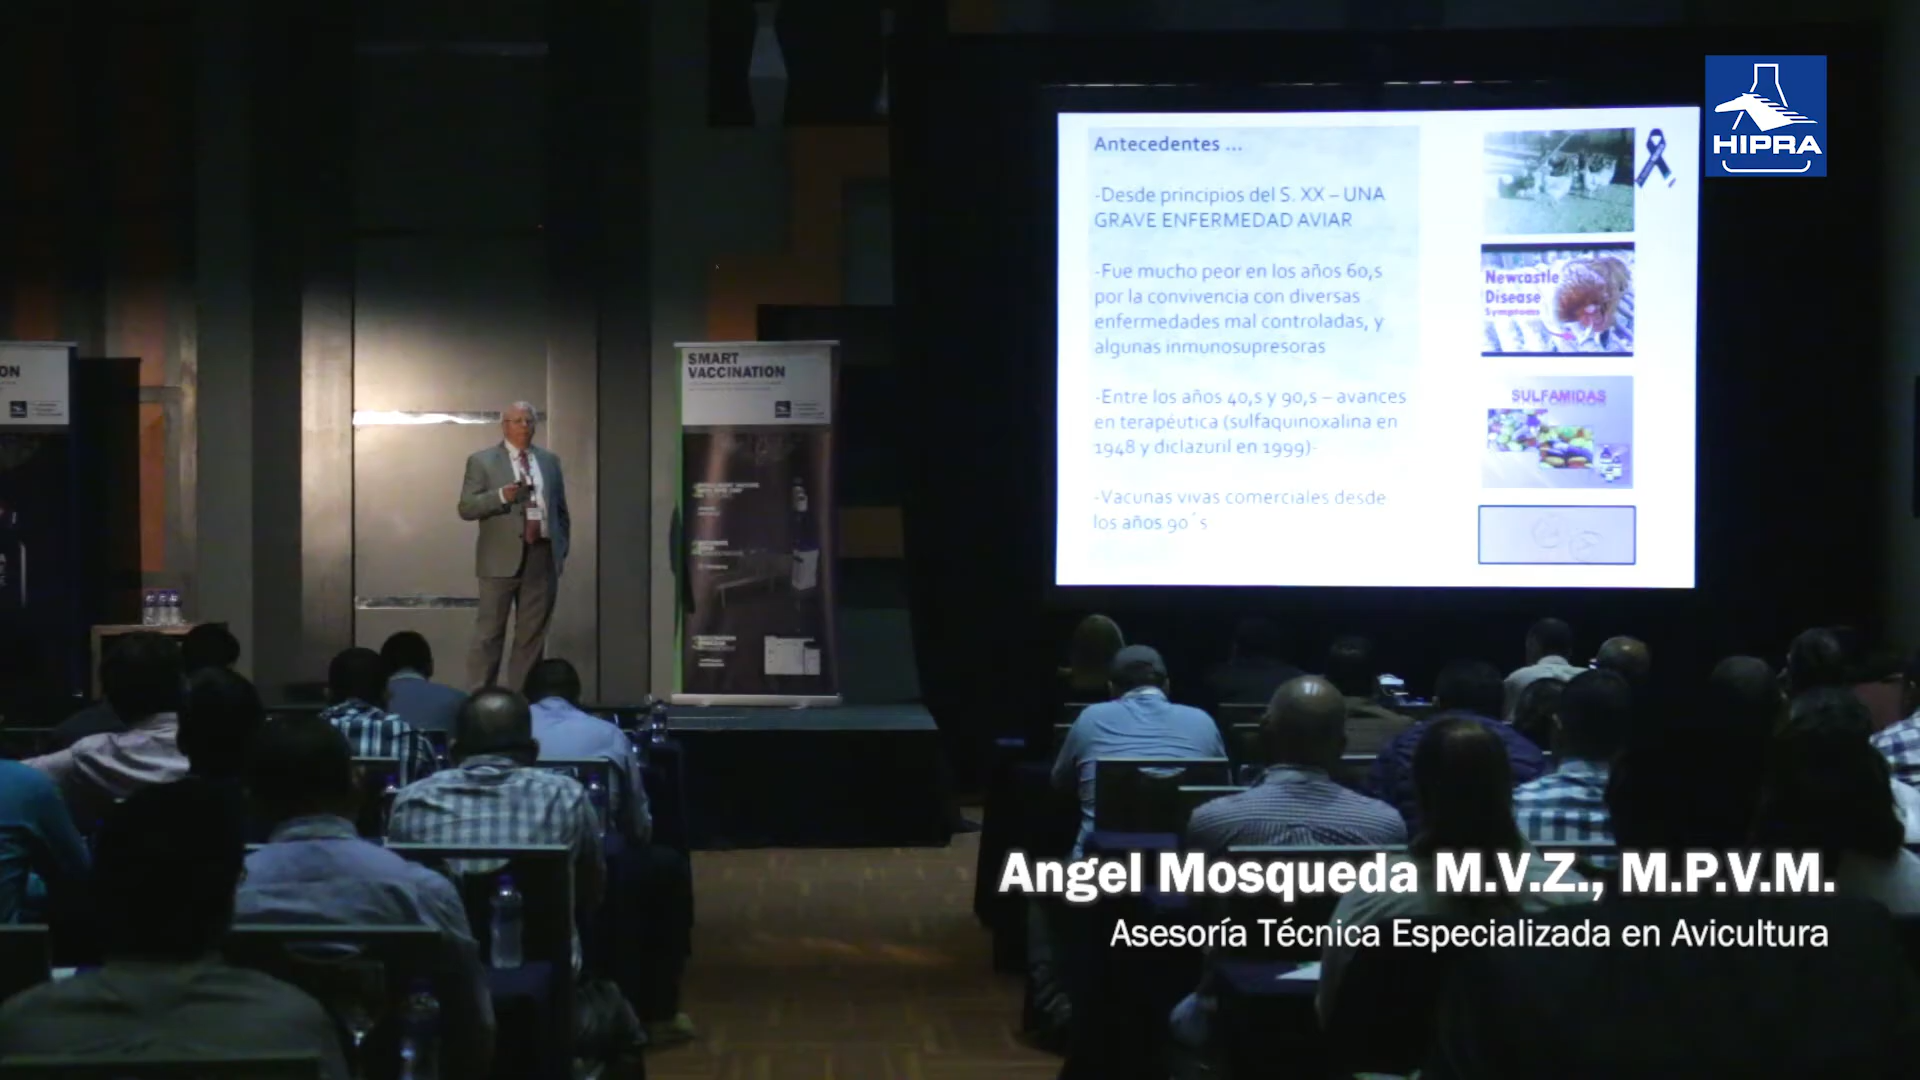 HIPRA
Antecedentes ...
-Desde principios del S. XX – UNA
GRAVE ENFERMEDAD AVIAR
-Fue mucho peor en los años 60,s
por la convivencia con diversas
enfermedades mal controladas, y
algunas inmunosupresoras
-Entre los años 40,s y 90,s – avances
en terapéutica (sulfaquinoxalina en
1948 y diclazuril en 1999)-
-Vacunas vivas comerciales desde
los años 90´s
Newcastle
Disease
Symptoms
SULFAMIDAS
SMART
VACCINATION
ON
Angel Mosqueda M.V.Z., M.P.V.M.
Asesoría Técnica Especializada en Avicultura